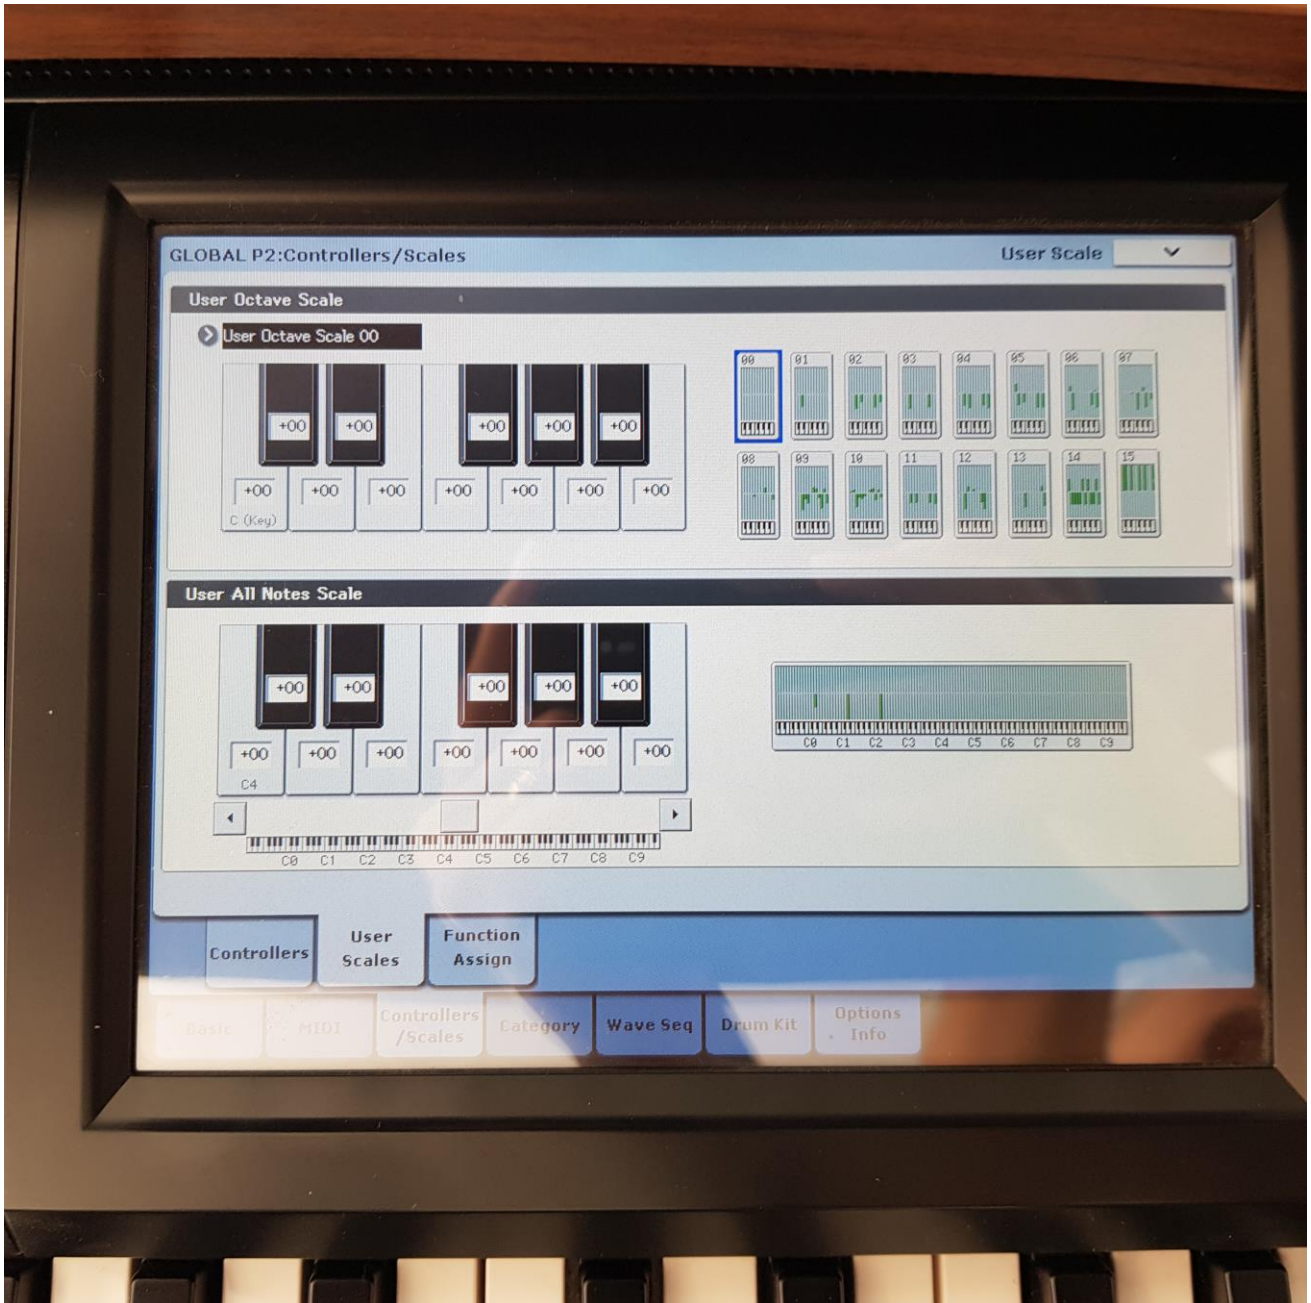 GLOBAL P2:Controllers/Scales
User Scale
User Octave Scale
User Octave Scale 00
+00 +00 +00 +00 +00
+00 +00 +00 +00 +00 +00 +00
C (Key)
00 01 02 03 04 05 06 07
08 09 10 11 12 13 14 15
User All Notes Scale
+00 +00 +00 +00 +00
+00 +00 +00 +00 +00 +00 +00
C4
C0 C1 C2 C3 C4 C5 C6 C7 C8 C9
C0 C1 C2 C3 C4 C5 C6 C7 C8 C9
Controllers
User
Scales
Function
Assign
Basic
MIDI
Controllers
/Scales
Category
Wave Seq
Drum Kit
Options
Info